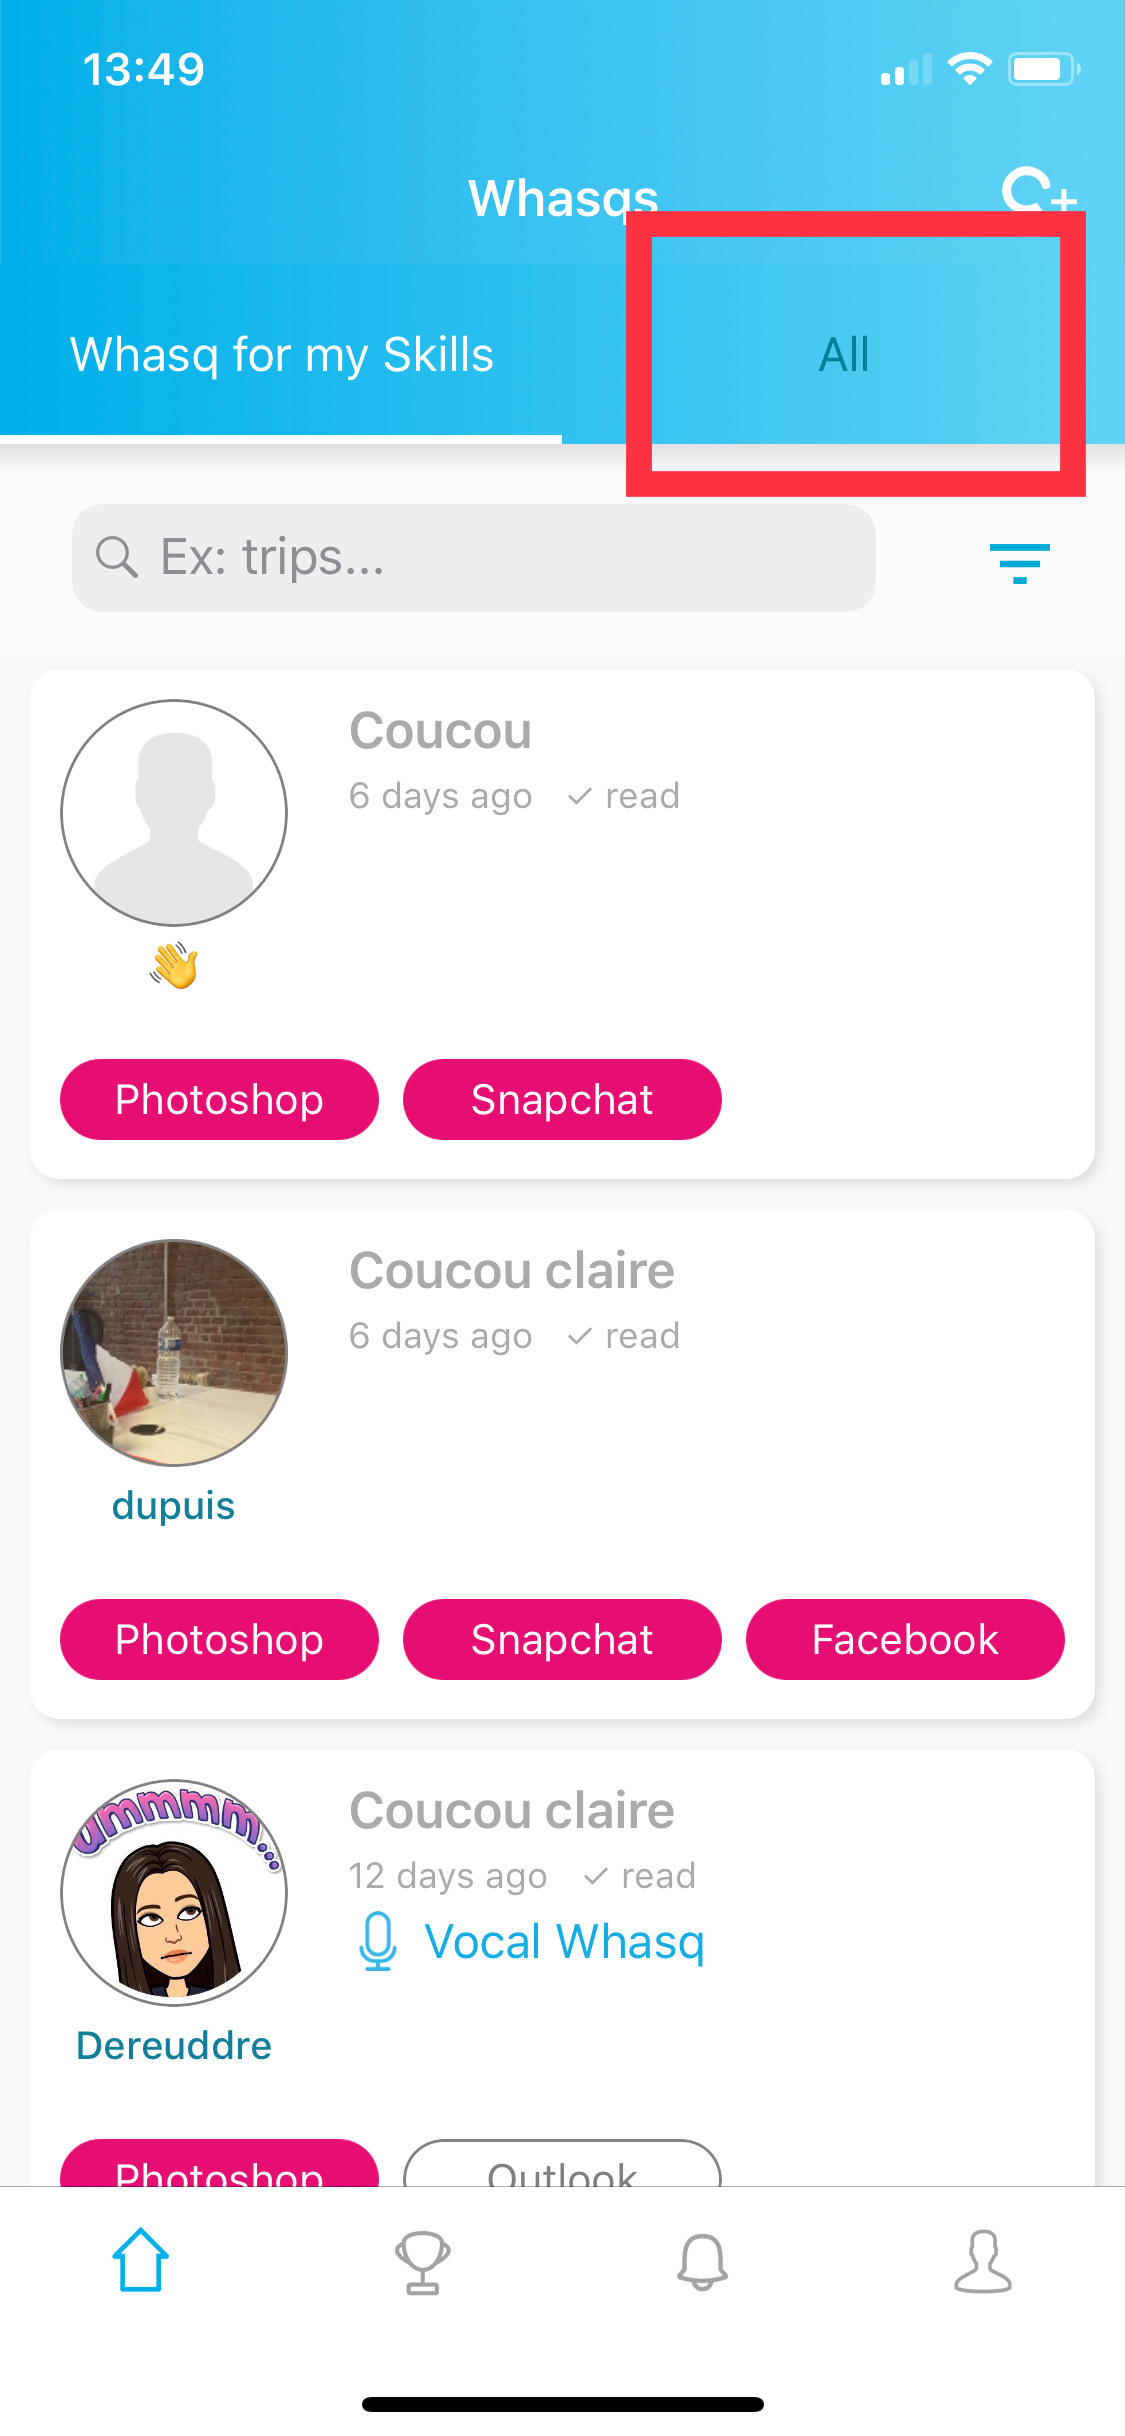 13:49
Whasqs
Whasq for my Skills
All
Ex: trips...
Coucou
6 days ago ✓ read
👋
Photoshop
Snapchat
Coucou claire
6 days ago ✓ read
dupuis
Photoshop
Snapchat
Facebook
ummmm...
Coucou claire
12 days ago ✓ read
Vocal Whasq
Dereuddre
Photoshop
Outlook